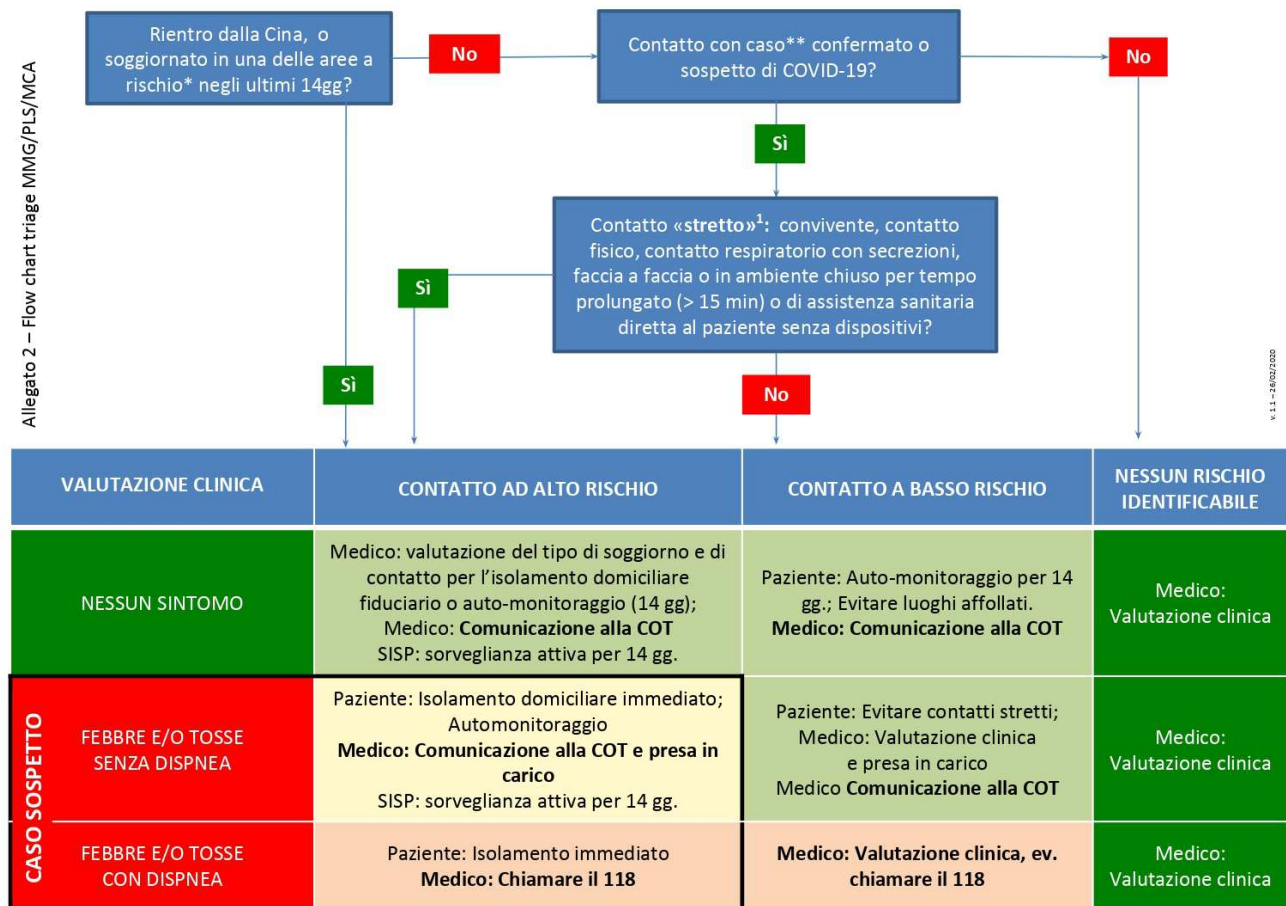 Allegato 2 – Flow chart triage MMG/PLS/MCA
Rientro dalla Cina, o
soggiornato in una delle aree a
rischio* negli ultimi 14gg?
No
Contatto con caso** confermato o
sospetto di COVID-19?
No
Sì
Contatto «stretto»¹: convivente, contatto
fisico, contatto respiratorio con secrezioni,
faccia a faccia o in ambiente chiuso per tempo
prolungato (> 15 min) o di assistenza sanitaria
diretta al paziente senza dispositivi?
Sì
Sì
No
v. 1.1 – 26/02/2020
VALUTAZIONE CLINICA
CONTATTO AD ALTO RISCHIO
CONTATTO A BASSO RISCHIO
NESSUN RISCHIO
IDENTIFICABILE
NESSUN SINTOMO
Medico: valutazione del tipo di soggiorno e di
contatto per l’isolamento domiciliare
fiduciario o auto-monitoraggio (14 gg);
Medico: Comunicazione alla COT
SISP: sorveglianza attiva per 14 gg.
Paziente: Auto-monitoraggio per 14
gg.; Evitare luoghi affollati.
Medico: Comunicazione alla COT
Medico:
Valutazione clinica
CASO SOSPETTO
FEBBRE E/O TOSSE
SENZA DISPNEA
Paziente: Isolamento domiciliare immediato;
Automonitoraggio
Medico: Comunicazione alla COT e presa in
carico
SISP: sorveglianza attiva per 14 gg.
Paziente: Evitare contatti stretti;
Medico: Valutazione clinica
e presa in carico
Medico Comunicazione alla COT
Medico:
Valutazione clinica
FEBBRE E/O TOSSE
CON DISPNEA
Paziente: Isolamento immediato
Medico: Chiamare il 118
Medico: Valutazione clinica, ev.
chiamare il 118
Medico:
Valutazione clinica